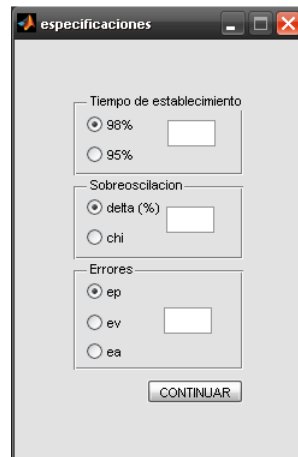 especificaciones
Tiempo de establecimiento
98%
95%
Sobreoscilacion
delta (%)
chi
Errores
ep
ev
ea
CONTINUAR